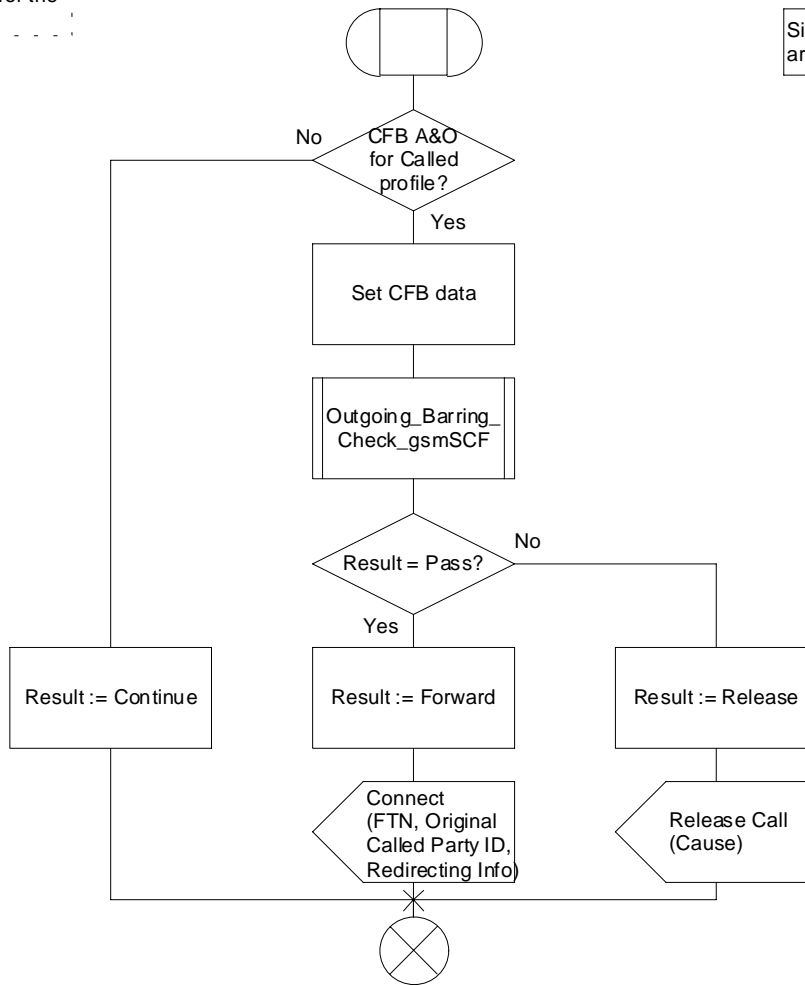 the
No
CFB A&O
for Called
profile?
Yes
Set CFB data
Outgoing_Barring_
Check_gsmSCF
Result = Pass?
No
Yes
Result := Continue
Result := Forward
Result := Release
Connect
(FTN, Original
Called Party ID,
Redirecting Info)
Release Call
(Cause)